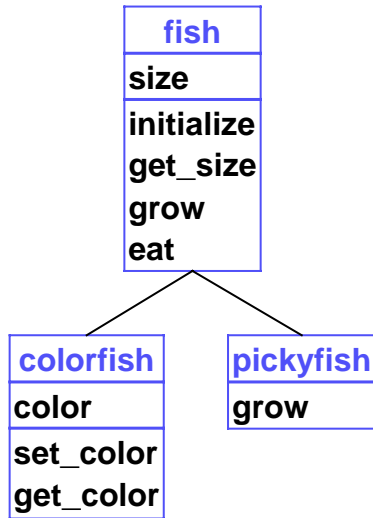 fish
size
initialize
get_size
grow
eat
colorfish
color
set_color
get_color
pickyfish
grow